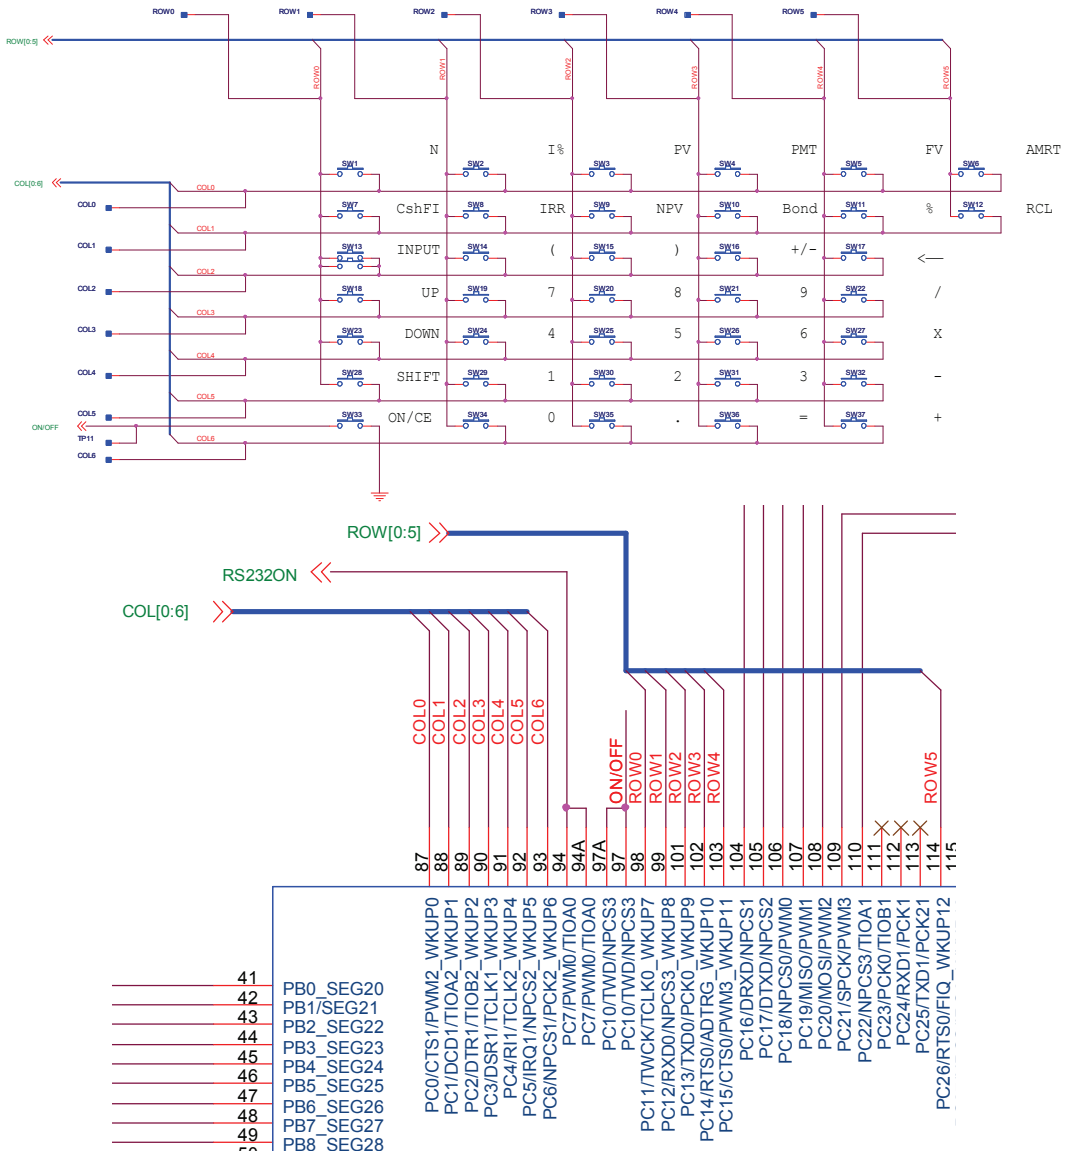 ROW0 ROW1 ROW2 ROW3 ROW4 ROW5
ROW[0:5]
ROW0 ROW1 ROW2 ROW3 ROW4 ROW5
N I% PV PMT FV AMRT
SW1 SW2 SW3 SW4 SW5 SW6
COL[0:6]
COL0
COL0
SW7 CshFl SW8 IRR SW9 NPV SW10 Bond SW11 % SW12 RCL
COL1
COL1
SW13 INPUT SW14 ( SW15 ) SW16 +/- SW17 <—
COL2
COL2
SW18 UP SW19 7 SW20 8 SW21 9 SW22 /
COL3
COL3
SW23 DOWN SW24 4 SW25 5 SW26 6 SW27 X
COL4
COL4
SW28 SHIFT SW29 1 SW30 2 SW31 3 SW32 -
COL5
COL5
SW33 ON/CE SW34 0 SW35 . SW36 = SW37 +
ON/OFF
COL6
TP11
COL6
ROW[0:5]
RS232ON
COL[0:6]
COL0 COL1 COL2 COL3 COL4 COL5 COL6
ON/OFF ROW0 ROW1 ROW2 ROW3 ROW4 ROW5
87 88 89 90 91 92 93 94 94A 97A 97 98 99 101 102 103 104 105 106 107 108 109 110 111 112 113 114 115
PC0/CTS1/PWM2_WKUP0
PC1/DCD1/TIOA2_WKUP1
PC2/DTR1/TIOB2_WKUP2
PC3/DSR1/TCLK1_WKUP3
PC4/RI1/TCLK2_WKUP4
PC5/IRQ1/NPCS2_WKUP5
PC6/NPCS1/PCK2_WKUP6
PC7/PWM0/TIOA0
PC7/PWM0/TIOA0
PC10/TWD/NPCS3
PC10/TWD/NPCS3
PC11/TWCK/TCLK0_WKUP7
PC12/RXD0/NPCS3_WKUP8
PC13/TXD0/PCK0_WKUP9
PC14/RTS0/ADTRG_WKUP10
PC15/CTS0/PWM3_WKUP11
PC16/DRXD/NPCS1
PC17/DTXD/NPCS2
PC18/NPCS0/PWM0
PC19/MISO/PWM1
PC20/MOSI/PWM2
PC21/SPCK/PWM3
PC22/NPCS3/TIOA1
PC23/PCK0/TIOB1
PC24/RXD1/PCK1
PC25/TXD1/PCK21
PC26/RTS0/FIQ_WKUP12
41 PB0_SEG20
42 PB1/SEG21
43 PB2_SEG22
44 PB3_SEG23
45 PB4_SEG24
46 PB5_SEG25
47 PB6_SEG26
48 PB7_SEG27
49 PB8_SEG28